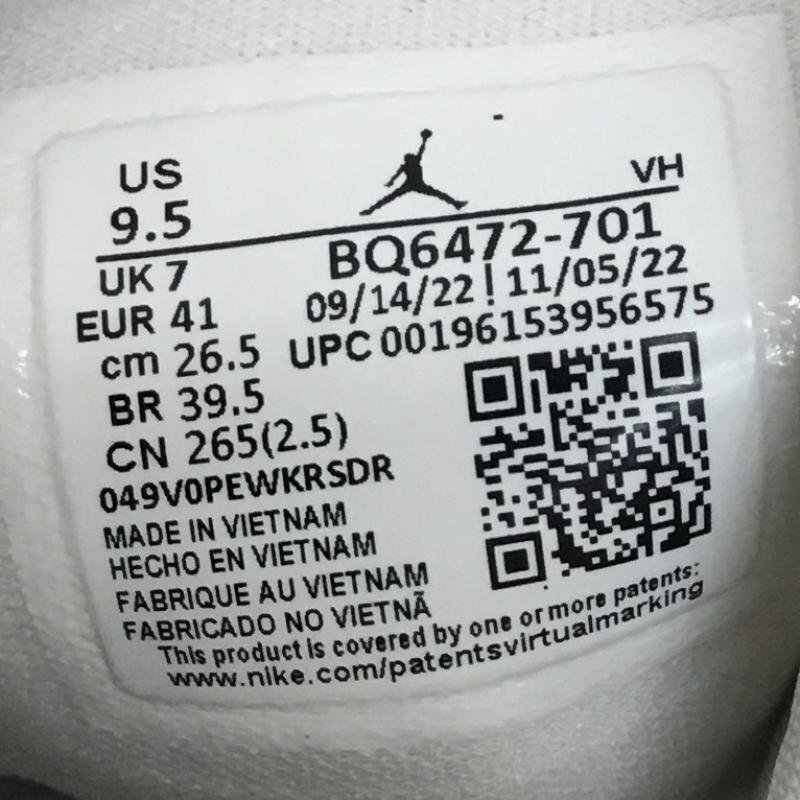 US
9.5
VH
UK 7
BQ6472-701
EUR 41
09/14/22 ! 11/05/22
cm 26.5
UPC 00196153956575
BR 39.5
CN 265(2.5)
049V0PEWKRSDR
MADE IN VIETNAM
HECHO EN VIETNAM
FABRIQUE AU VIETNAM
FABRICADO NO VIETNÃ
This product is covered by one or more patents:
www.nike.com/patentsvirtualmarking